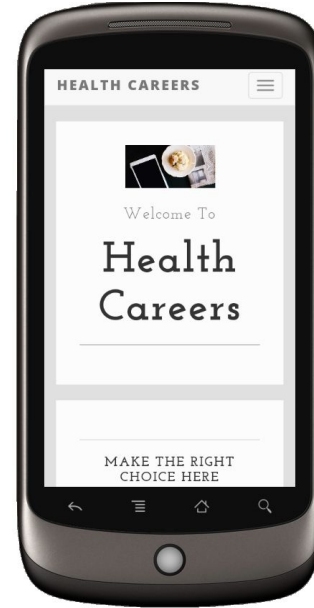 HEALTH CAREERS
Welcome To
Health
Careers
MAKE THE RIGHT
CHOICE HERE